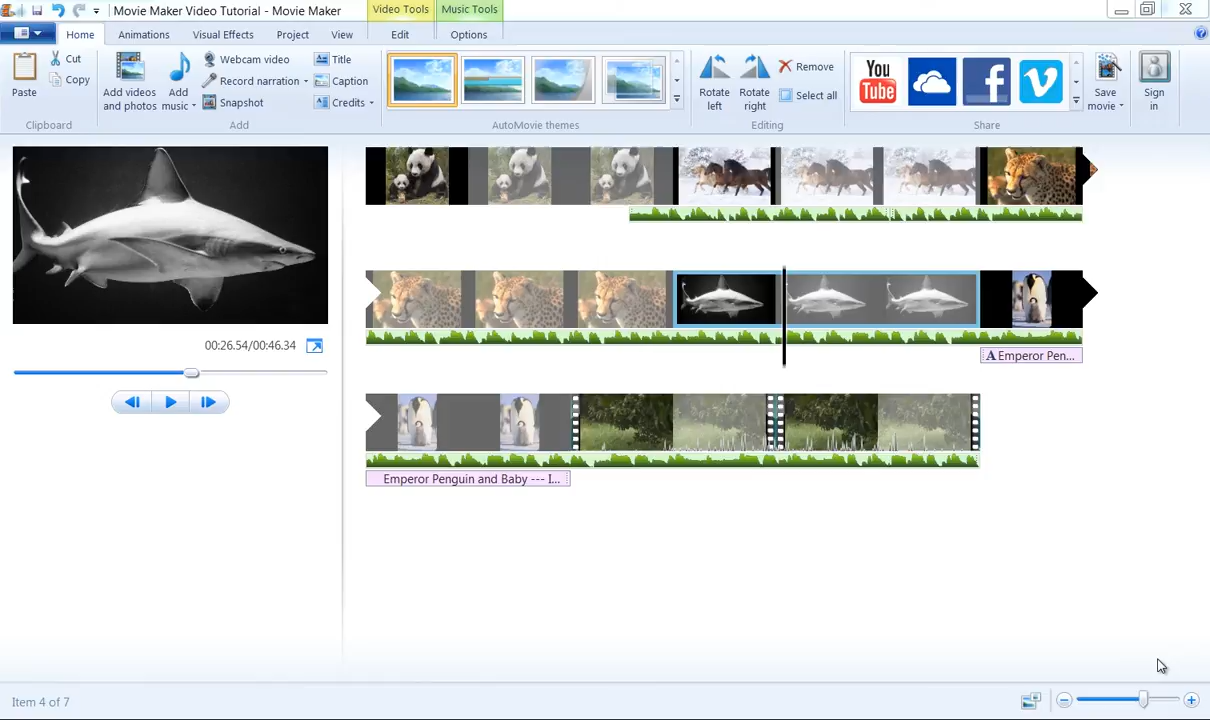 Movie Maker Video Tutorial - Movie Maker
Video Tools
Music Tools
Home
Animations
Visual Effects
Project
View
Edit
Options
Paste
Cut
Copy
Clipboard
Add videos
and photos
Add
music
Webcam video
Record narration
Snapshot
Title
Caption
Credits
Add
AutoMovie themes
Rotate
left
Rotate
right
Remove
Select all
Editing
You
Tube
f
v
Share
Save
movie
Sign
in
00:26.54/00:46.34
A Emperor Pen...
Emperor Penguin and Baby --- I...
Item 4 of 7